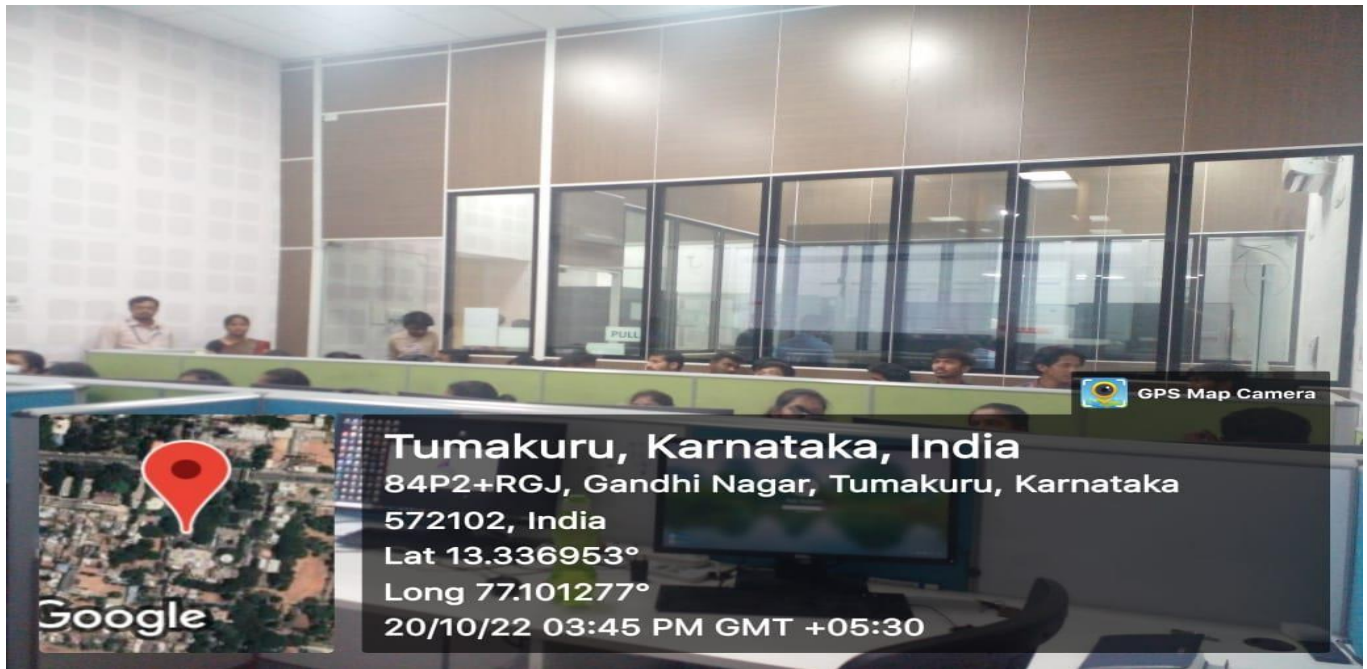 PULL
GPS Map Camera
Tumakuru, Karnataka, India
84P2+RGJ, Gandhi Nagar, Tumakuru, Karnataka
572102, India
Lat 13.336953°
Long 77.101277°
20/10/22 03:45 PM GMT +05:30
Google